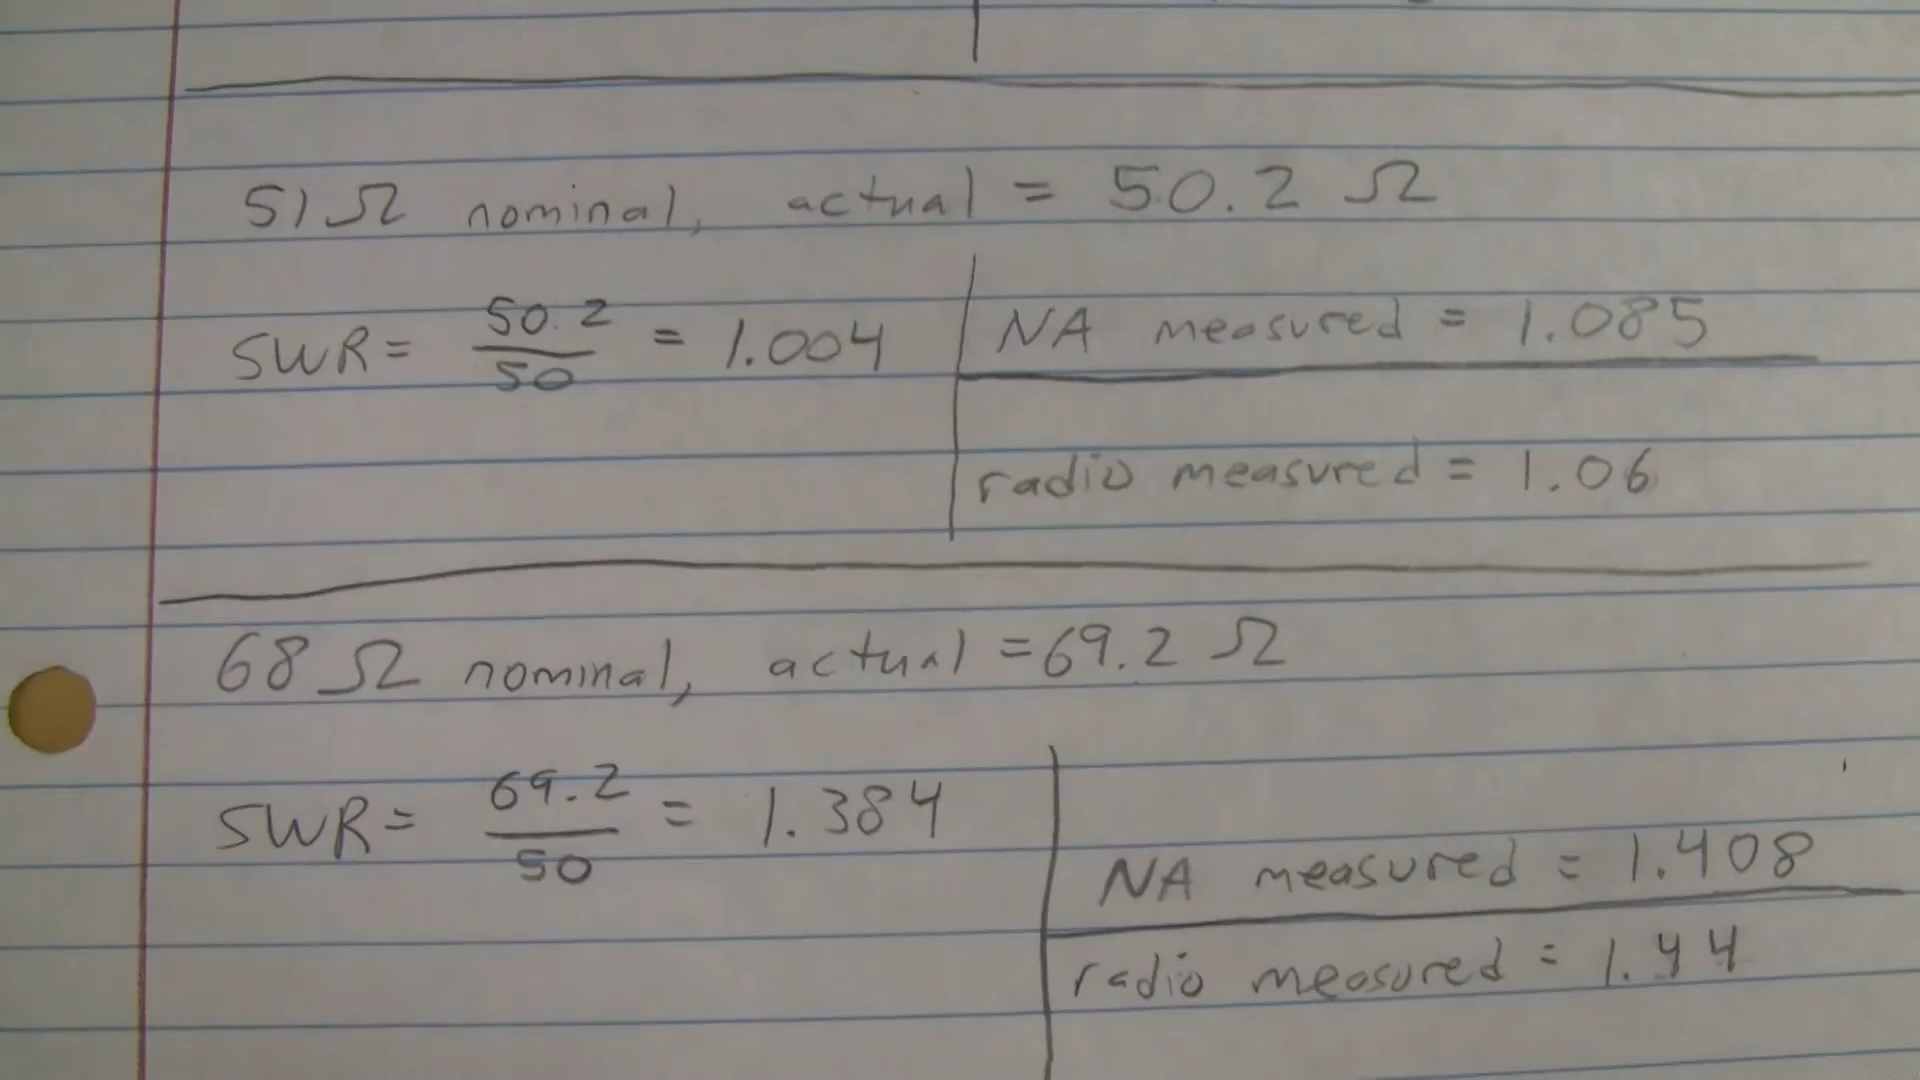 51 Ω nominal, actual = 50.2 Ω
SWR = 50.2/50 = 1.004
NA measured = 1.085
radio measured = 1.06
68 Ω nominal, actual = 69.2 Ω
SWR = 69.2/50 = 1.384
NA measured = 1.408
radio measured = 1.44